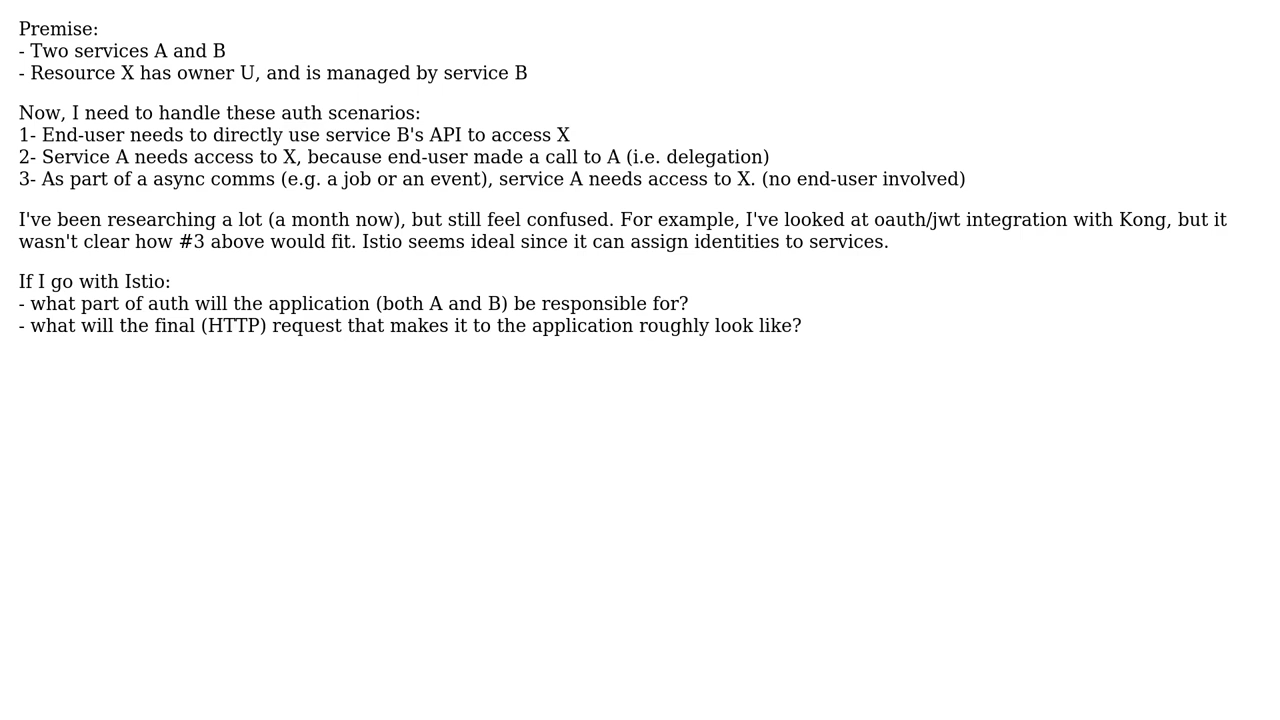 Premise:
- Two services A and B
- Resource X has owner U, and is managed by service B
Now, I need to handle these auth scenarios:
1- End-user needs to directly use service B's API to access X
2- Service A needs access to X, because end-user made a call to A (i.e. delegation)
3- As part of a async comms (e.g. a job or an event), service A needs access to X. (no end-user involved)
I've been researching a lot (a month now), but still feel confused. For example, I've looked at oauth/jwt integration with Kong, but it
wasn't clear how #3 above would fit. Istio seems ideal since it can assign identities to services.
If I go with Istio:
- what part of auth will the application (both A and B) be responsible for?
- what will the final (HTTP) request that makes it to the application roughly look like?